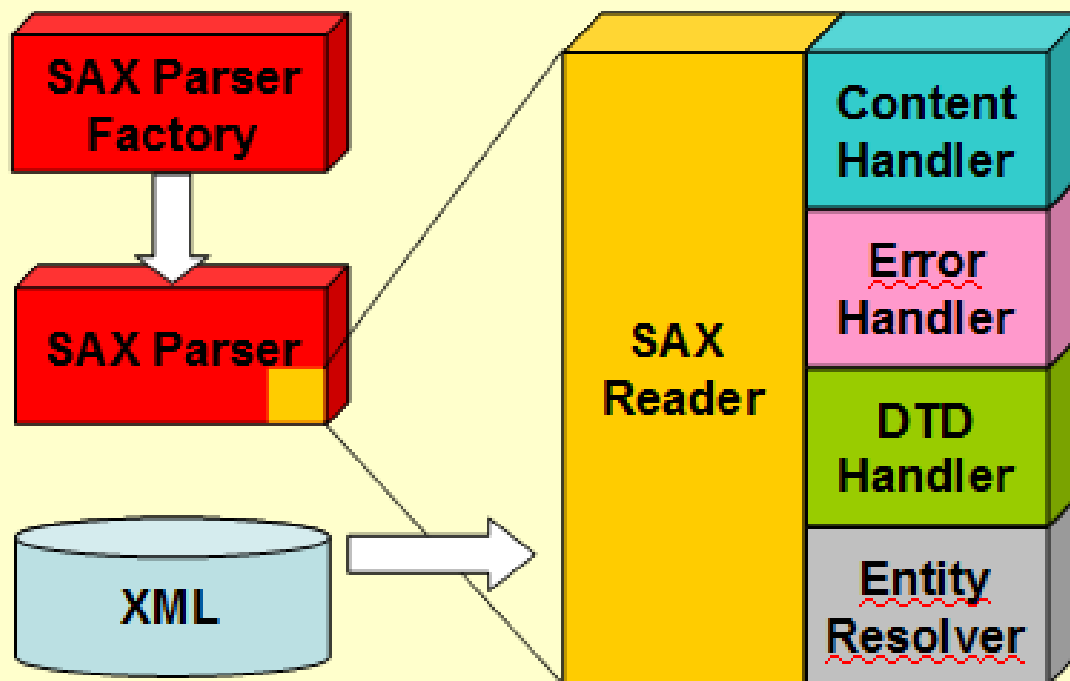 SAX Parser
Factory
SAX Parser
XML
SAX
Reader
Content
Handler
Error
Handler
DTD
Handler
Entity
Resolver